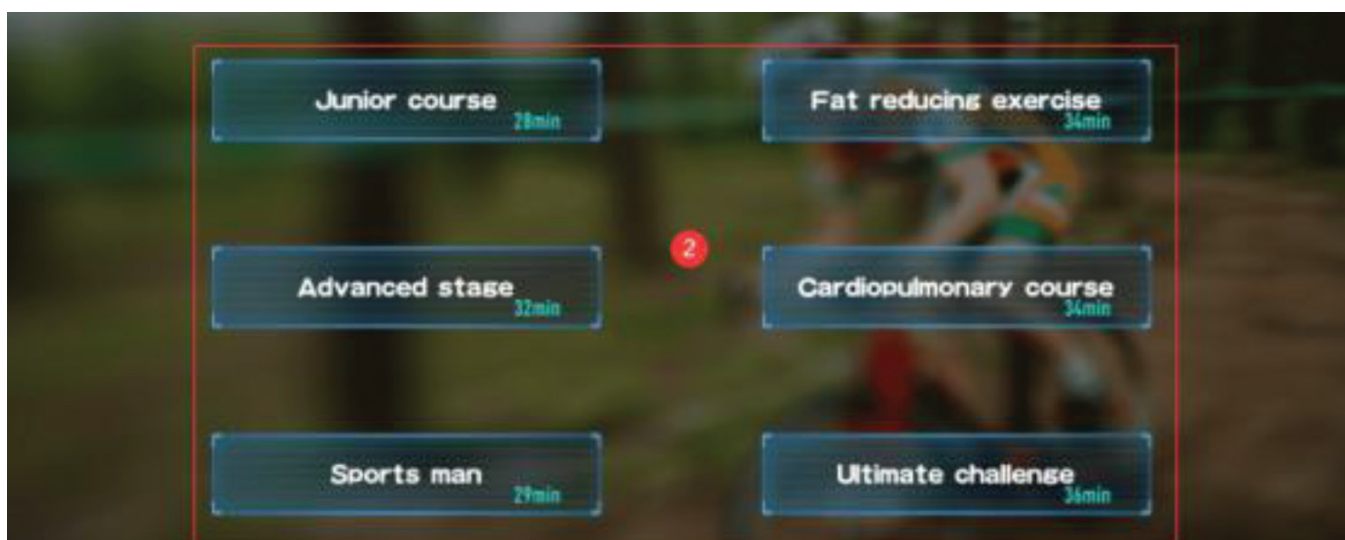 Junior course
28min
Fat reducing exercise
34min
2
Advanced stage
32min
Cardiopulmonary course
34min
Sports man
29min
Ultimate challenge
36min